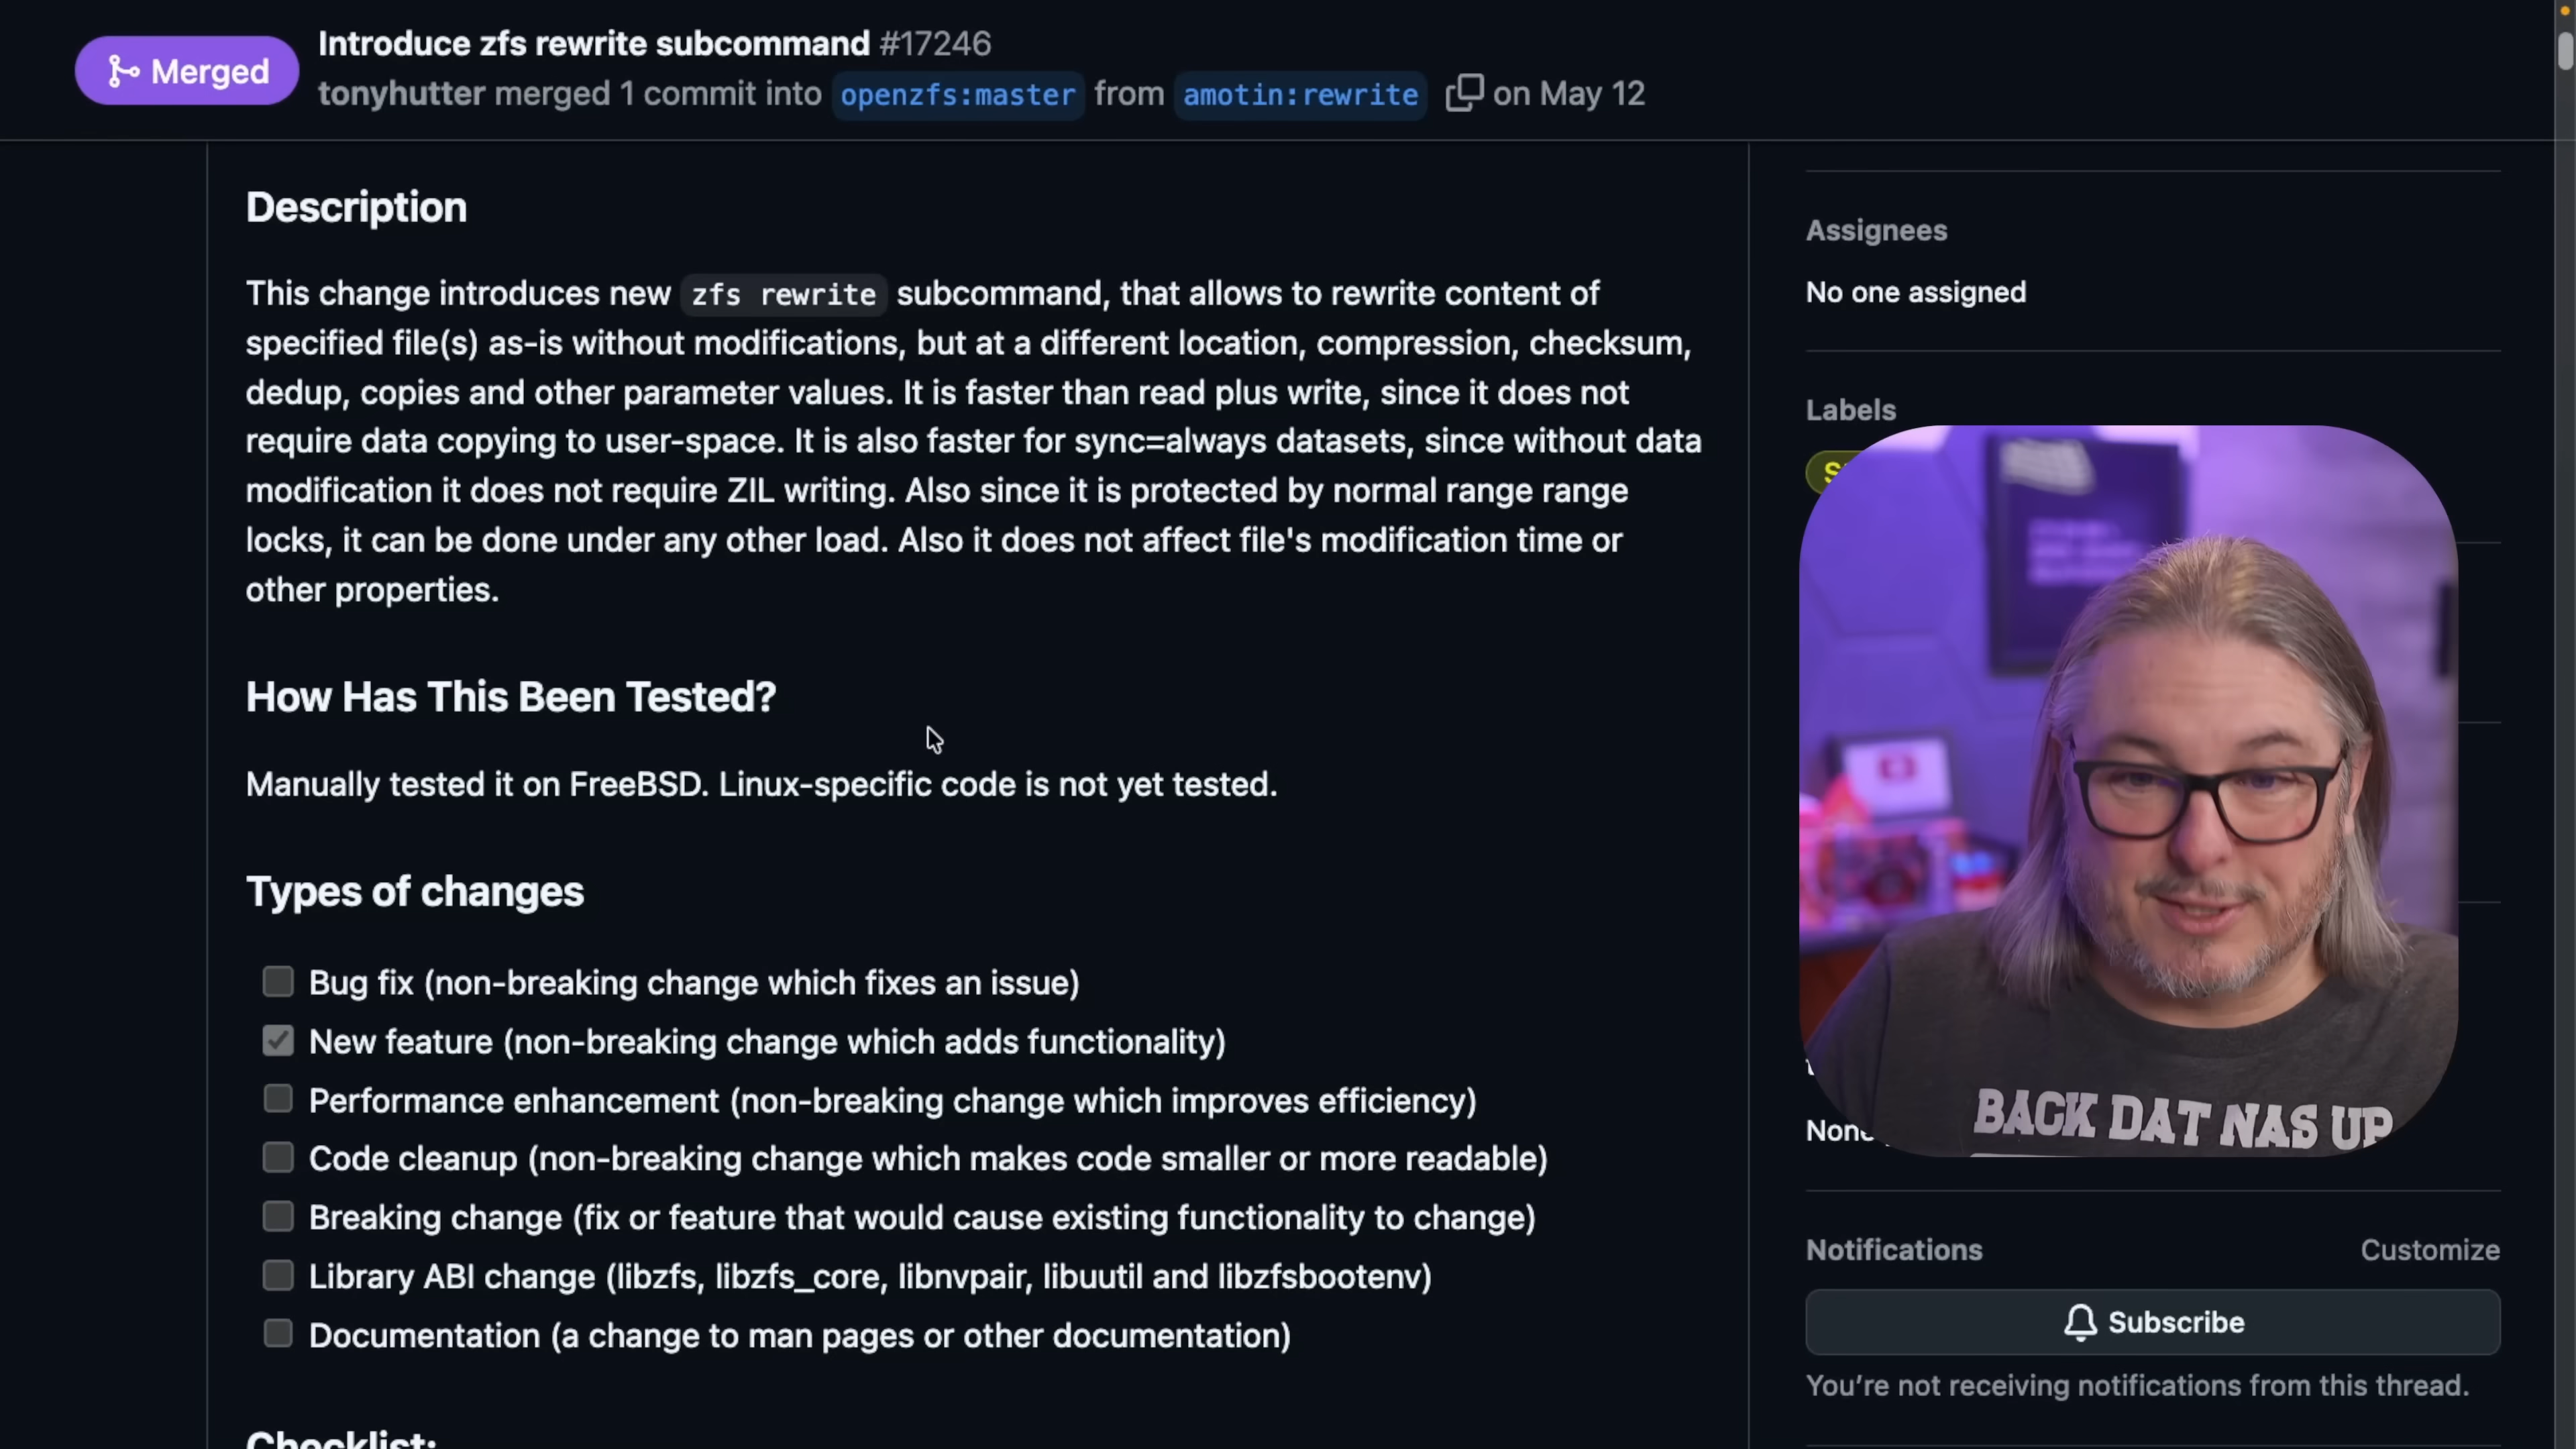 Merged
Introduce zfs rewrite subcommand #17246
tonyhutter merged 1 commit into openzfs:master from amotin:rewrite on May 12
Description
This change introduces new zfs rewrite subcommand, that allows to rewrite content of
specified file(s) as-is without modifications, but at a different location, compression, checksum,
dedup, copies and other parameter values. It is faster than read plus write, since it does not
require data copying to user-space. It is also faster for sync=always datasets, since without data
modification it does not require ZIL writing. Also since it is protected by normal range range
locks, it can be done under any other load. Also it does not affect file's modification time or
other properties.
How Has This Been Tested?
Manually tested it on FreeBSD. Linux-specific code is not yet tested.
Types of changes
Bug fix (non-breaking change which fixes an issue)
New feature (non-breaking change which adds functionality)
Performance enhancement (non-breaking change which improves efficiency)
Code cleanup (non-breaking change which makes code smaller or more readable)
Breaking change (fix or feature that would cause existing functionality to change)
Library ABI change (libzfs, libzfs_core, libnvpair, libuutil and libzfsbootenv)
Documentation (a change to man pages or other documentation)
Checklist:
Assignees
No one assigned
Labels
BACK DAT NAS UP
None
Notifications
Customize
Subscribe
You're not receiving notifications from this thread.